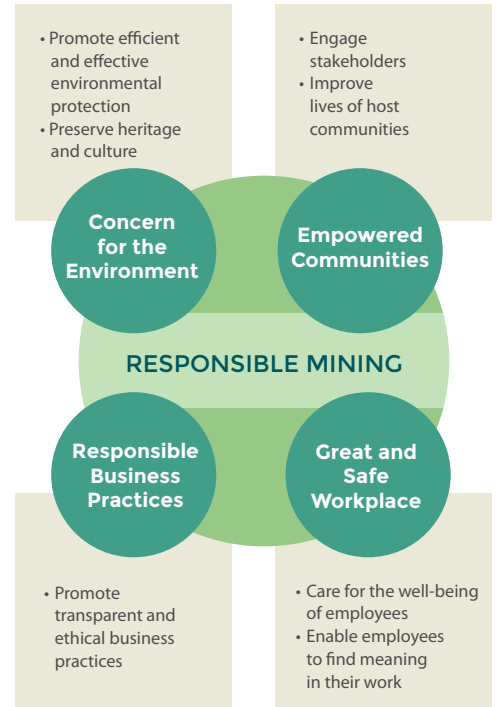 • Promote efficient
and effective
environmental
protection
• Preserve heritage
and culture
• Engage
stakeholders
• Improve
lives of host
communities
Concern
for the
Environment
Empowered
Communities
RESPONSIBLE MINING
Responsible
Business
Practices
Great and
Safe
Workplace
• Promote
transparent and
ethical business
practices
• Care for the well-being
of employees
• Enable employees
to find meaning
in their work